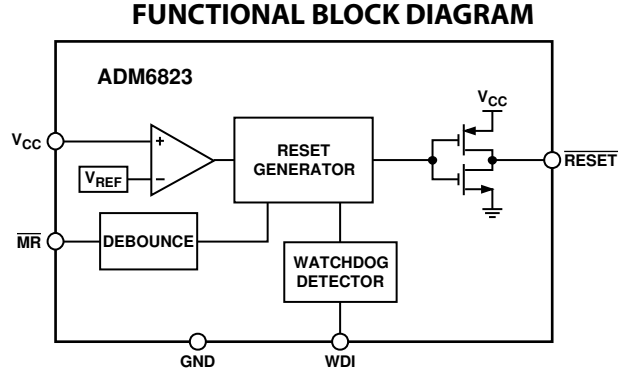 FUNCTIONAL BLOCK DIAGRAM
ADM6823
VCC
VCC
+
RESET
GENERATOR
RESET
VREF
–
MR
DEBOUNCE
WATCHDOG
DETECTOR
GND
WDI